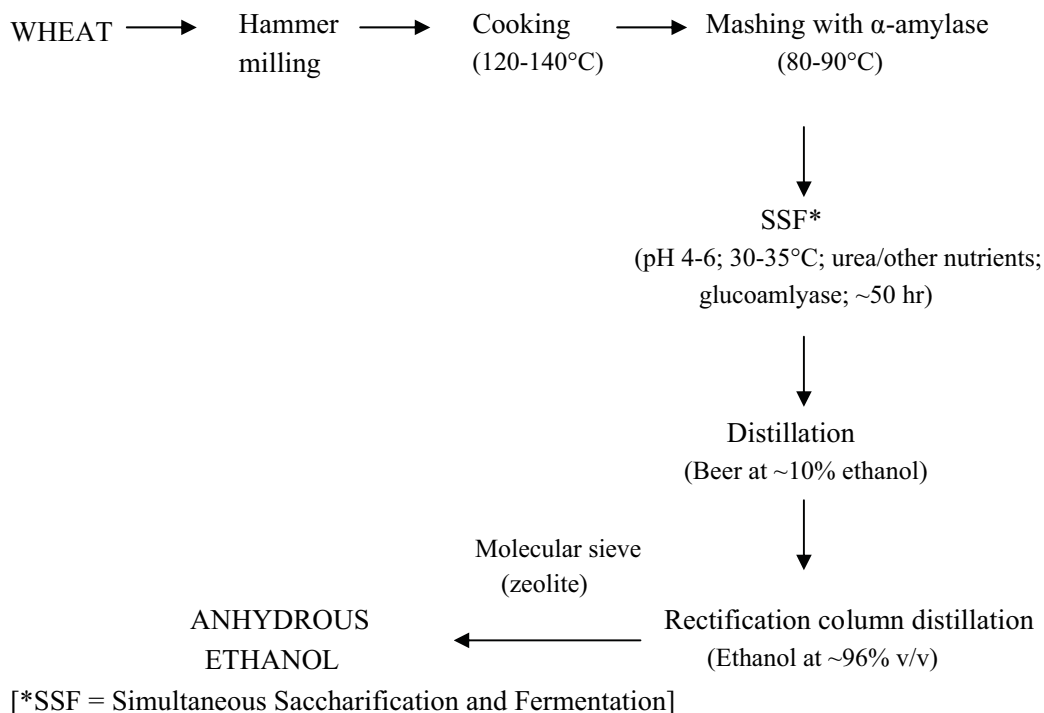 WHEAT
Hammer
milling
Cooking
(120-140°C)
Mashing with α-amylase
(80-90°C)
SSF*
(pH 4-6; 30-35°C; urea/other nutrients;
glucoamlyase; ~50 hr)
Distillation
(Beer at ~10% ethanol)
Rectification column distillation
(Ethanol at ~96% v/v)
Molecular sieve
(zeolite)
ANHYDROUS
ETHANOL
[*SSF = Simultaneous Saccharification and Fermentation]